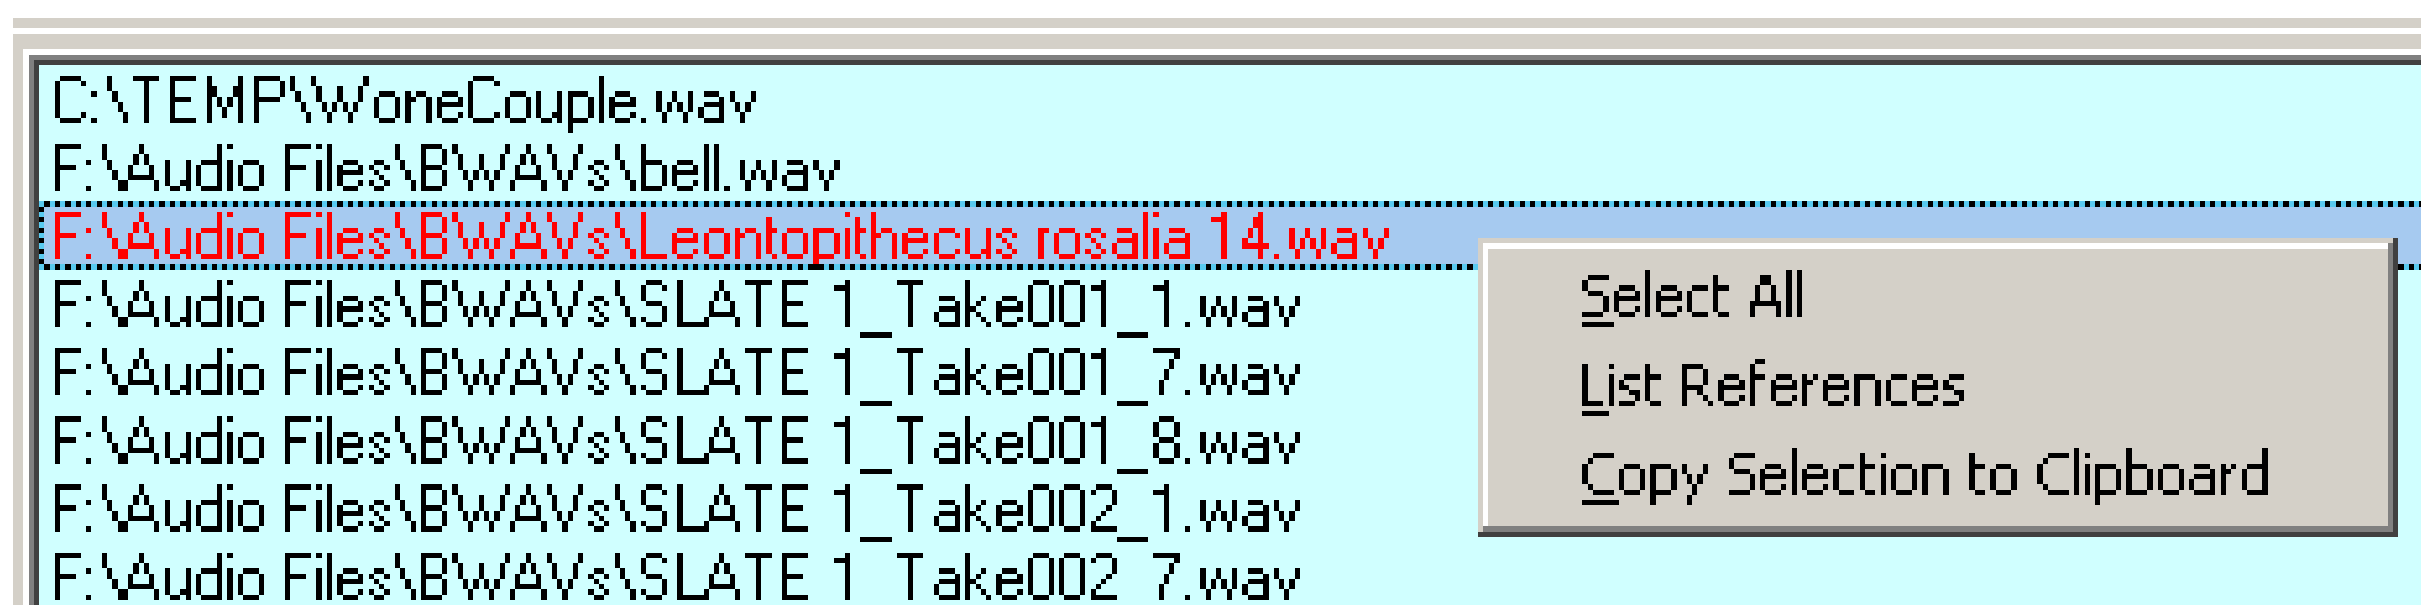 C:\TEMP\WoneCouple.wav
F:\Audio Files\BWAVs\bell.wav
F:\Audio Files\BWAVs\Leontopithecus rosalia 14.wav
F:\Audio Files\BWAVs\SLATE 1_Take001_1.wav
F:\Audio Files\BWAVs\SLATE 1_Take001_7.wav
F:\Audio Files\BWAVs\SLATE 1_Take001_8.wav
F:\Audio Files\BWAVs\SLATE 1_Take002_1.wav
F:\Audio Files\BWAVs\SLATE 1_Take002_7.wav
Select All
List References
Copy Selection to Clipboard